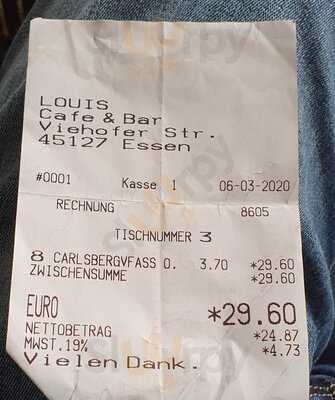 LOUIS
Cafe & Bar
Viehofer Str.
45127 Essen
#0001 Kasse 1 06-03-2020
RECHNUNG 8605
TISCHNUMMER 3
8 CARLSBERGVFASS 0. 3.70 *29.60
ZWISCHENSUMME *29.60
EURO *29.60
NETTOBETRAG *24.87
MWST.19% *4.73
Vielen Dank.